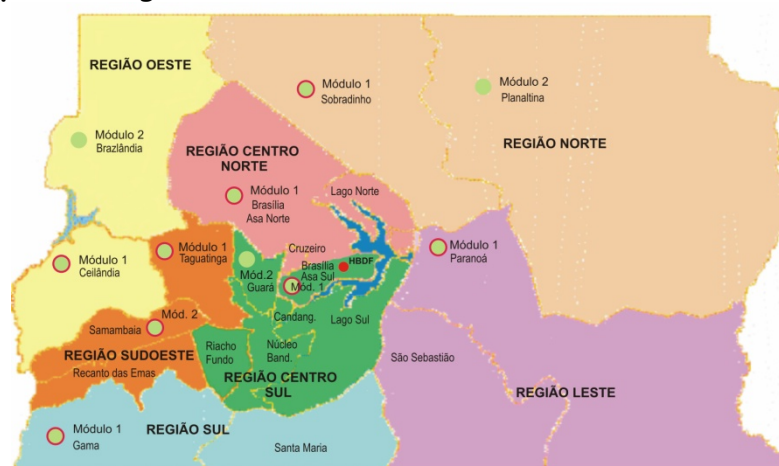 REGIÃO OESTE
Módulo 1
Sobradinho
Módulo 2
Planaltina
Módulo 2
Brazlândia
REGIÃO CENTRO
NORTE
REGIÃO NORTE
Módulo 1
Brasília
Asa Norte
Lago Norte
Módulo 1
Ceilândia
Módulo 1
Taguatinga
Cruzeiro
Mód.2
Guará
Brasília
Asa Sul
Mód. 1
HBDF
Módulo 1
Paranoá
Mód. 2
Samambaia
Candang.
Lago Sul
REGIÃO SUDOESTE
Recanto das Emas
Riacho
Fundo
Núcleo
Band.
São Sebastião
REGIÃO CENTRO
SUL
REGIÃO LESTE
Módulo 1
Gama
REGIÃO SUL
Santa Maria